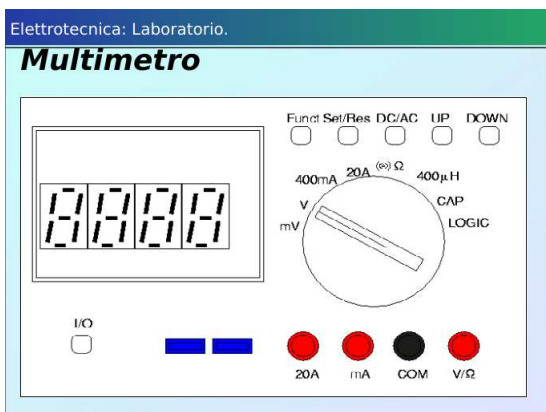 Elettrotecnica: Laboratorio.
Multimetro
Funct Set/Res DC/AC UP DOWN
400mA 20A ((o)) Ω 400µH
V CAP
mV LOGIC
8888
I/O
20A mA COM V/Ω